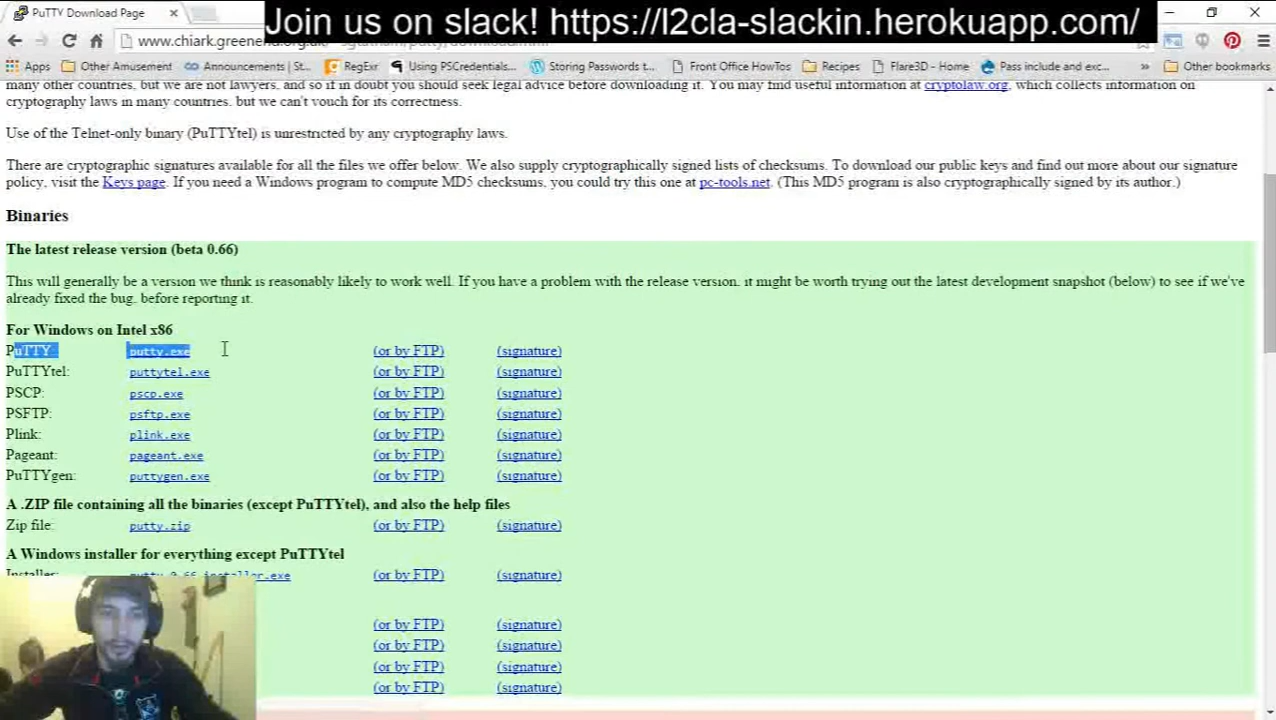 PuTTY Download Page
Join us on slack! https://l2cla-slackin.herokuapp.com/
www.chiark.greenend.org.uk/~sgtatham/putty/download.html
Apps Other Amusement Announcements | St... RegExr Using PSCredentials... Storing Passwords t... Front Office HowTos Recipes Flare3D - Home Pass include and exc... » Other bookmarks
many other countries, but we are not lawyers, and so if in doubt you should seek legal advice before downloading it. You may find useful information at cryptolaw.org, which collects information on
cryptography laws in many countries, but we can't vouch for its correctness.
Use of the Telnet-only binary (PuTTYtel) is unrestricted by any cryptography laws.
There are cryptographic signatures available for all the files we offer below. We also supply cryptographically signed lists of checksums. To download our public keys and find out more about our signature
policy, visit the Keys page. If you need a Windows program to compute MD5 checksums, you could try this one at pc-tools.net. (This MD5 program is also cryptographically signed by its author.)
Binaries
The latest release version (beta 0.66)
This will generally be a version we think is reasonably likely to work well. If you have a problem with the release version, it might be worth trying out the latest development snapshot (below) to see if we've
already fixed the bug, before reporting it.
For Windows on Intel x86
PuTTY: putty.exe (or by FTP) (signature)
PuTTYtel: puttytel.exe (or by FTP) (signature)
PSCP: pscp.exe (or by FTP) (signature)
PSFTP: psftp.exe (or by FTP) (signature)
Plink: plink.exe (or by FTP) (signature)
Pageant: pageant.exe (or by FTP) (signature)
PuTTYgen: puttygen.exe (or by FTP) (signature)
A .ZIP file containing all the binaries (except PuTTYtel), and also the help files
Zip file: putty.zip (or by FTP) (signature)
A Windows installer for everything except PuTTYtel
Installer: putty-0.66-installer.exe (or by FTP) (signature)
(or by FTP) (signature)
(or by FTP) (signature)
(or by FTP) (signature)
(or by FTP) (signature)